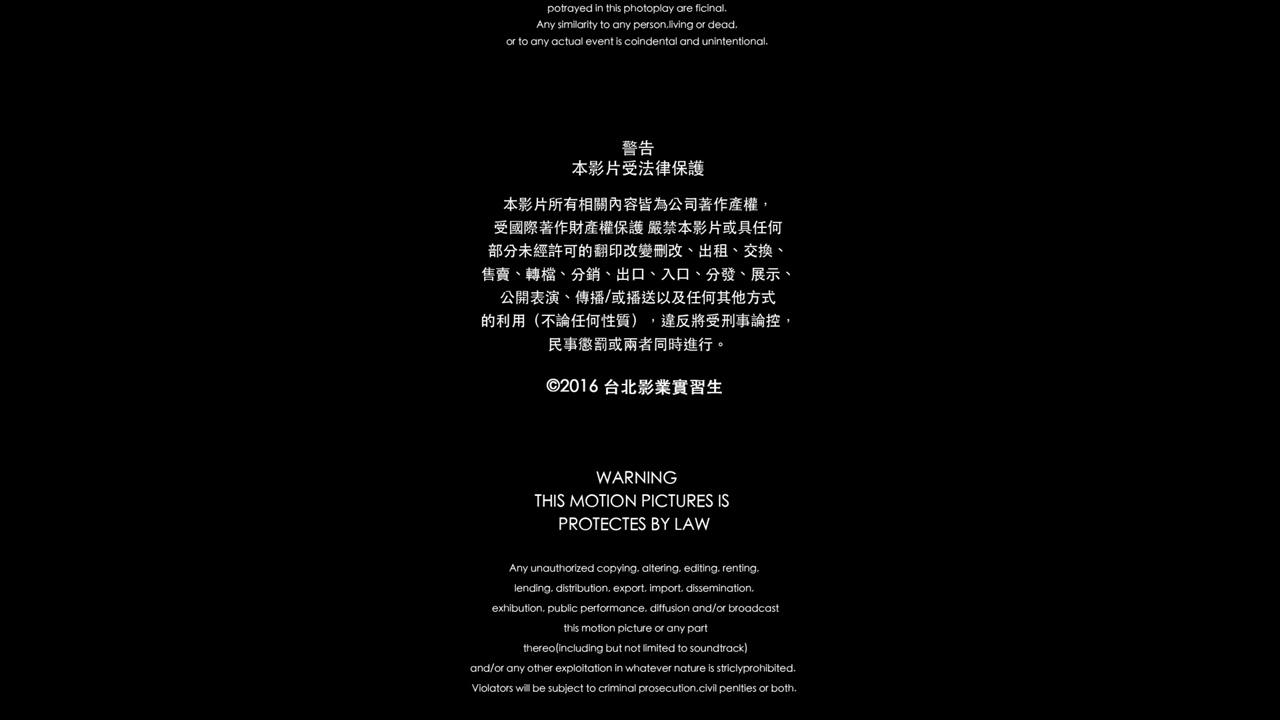 potrayed in this photoplay are ficinal.
Any similarity to any person,living or dead,
or to any actual event is coindental and unintentional.
警告
本影片受法律保護
本影片所有相關內容皆為公司著作產權，
受國際著作財產權保護 嚴禁本影片或具任何
部分未經許可的翻印改變刪改、出租、交換、
售賣、轉檔、分銷、出口、入口、分發、展示、
公開表演、傳播/或播送以及任何其他方式
的利用（不論任何性質），違反將受刑事論控，
民事懲罰或兩者同時進行。
©2016 台北影業實習生
WARNING
THIS MOTION PICTURES IS
PROTECTES BY LAW
Any unauthorized copying, altering, editing, renting,
lending, distribution, export, import, dissemination,
exhibution, public performance, diffusion and/or broadcast
this motion picture or any part
thereo(including but not limited to soundtrack)
and/or any other exploitation in whatever nature is striclyprohibited.
Violators will be subject to criminal prosecution,civil penlties or both.